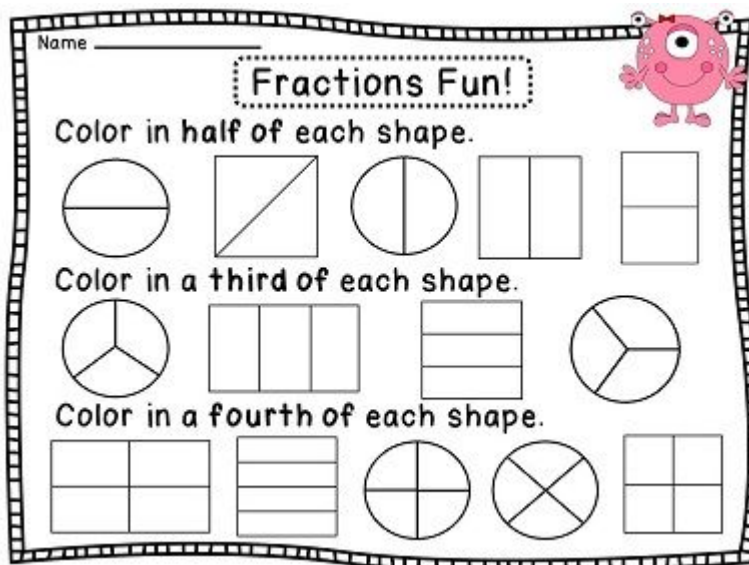 Name
Fractions Fun!
Color in half of each shape.
Color in a third of each shape.
Color in a fourth of each shape.